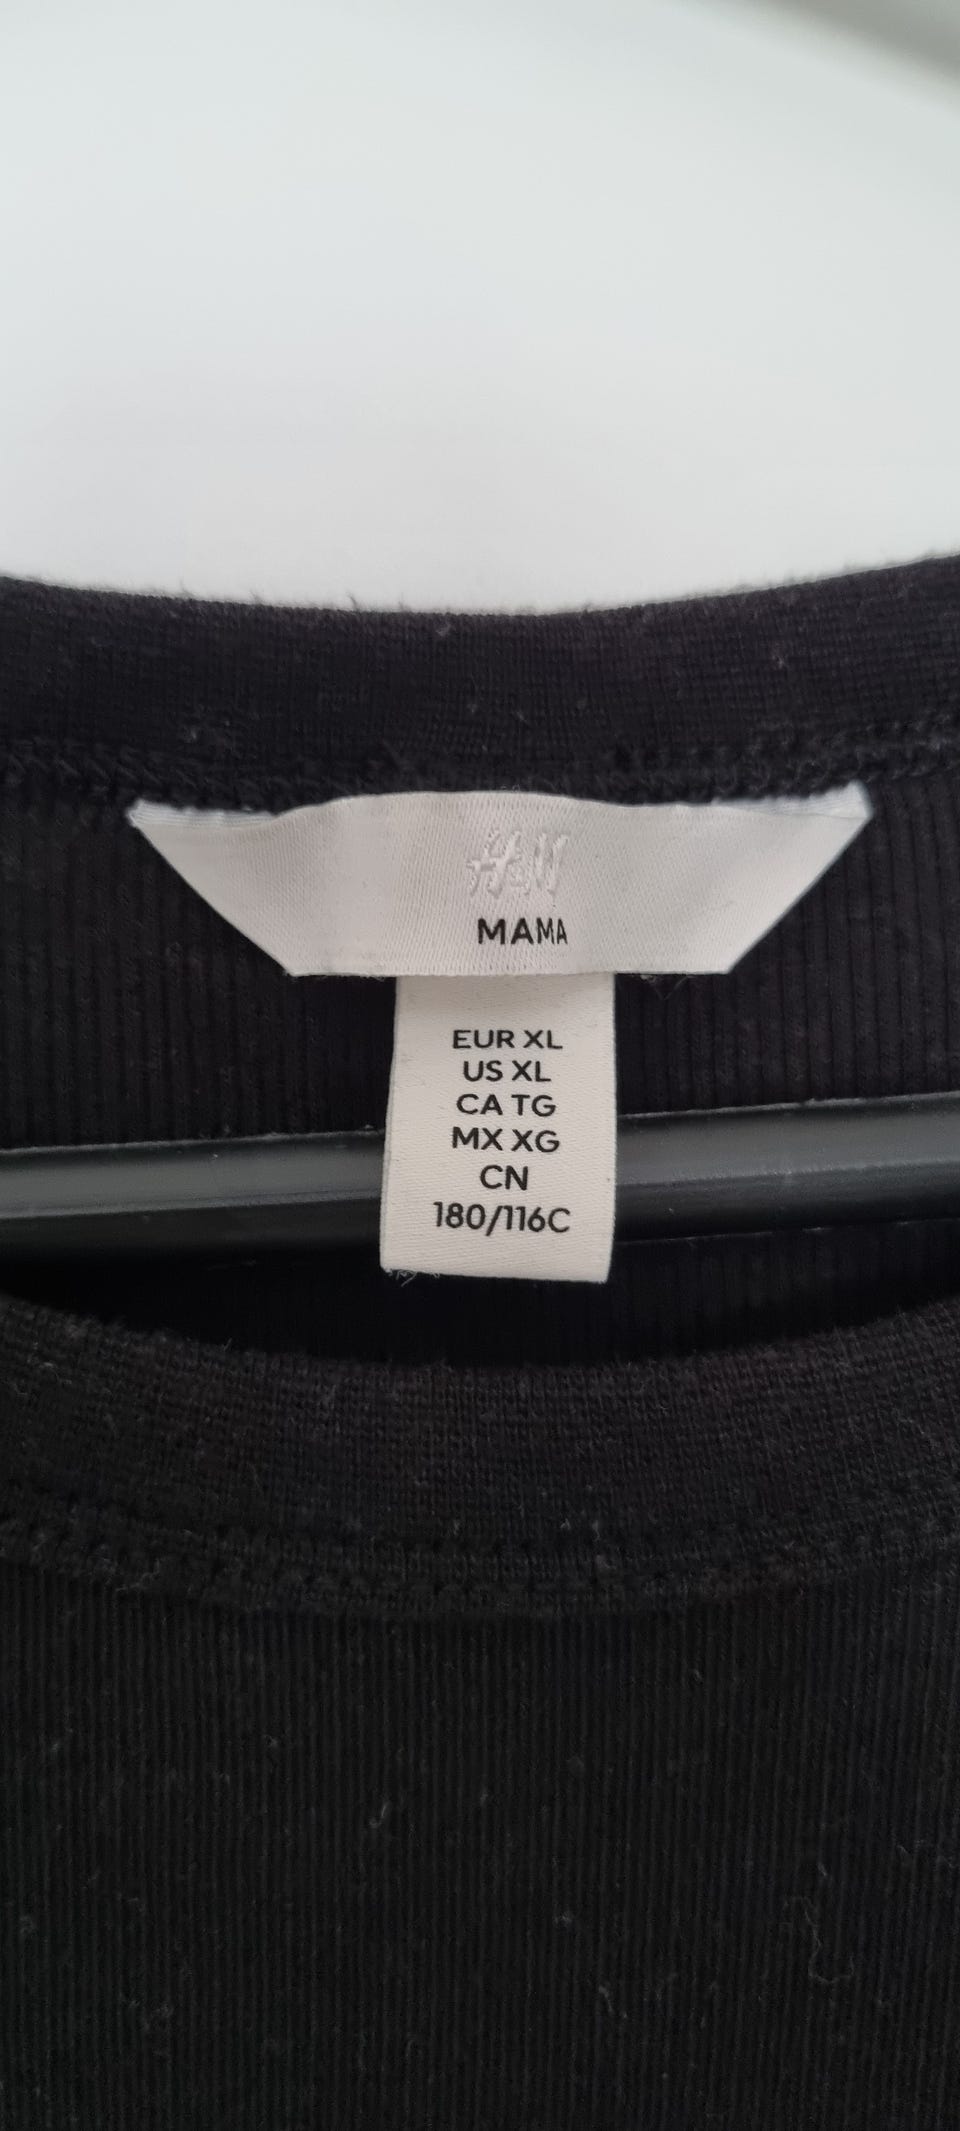 H&M
MAMA
EUR XL
US XL
CA TG
MX XG
CN
180/116C